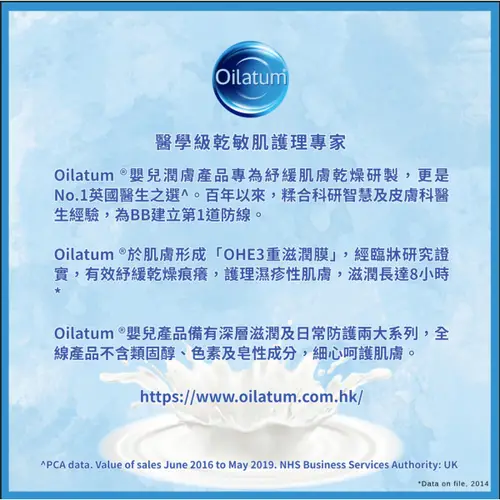 Oilatum
醫學級乾敏肌護理專家
Oilatum ®嬰兒潤膚產品專為紓緩肌膚乾燥研製，更是
No.1英國醫生之選^。百年以來，糅合科研智慧及皮膚科醫
生經驗，為BB建立第1道防線。
Oilatum ®於肌膚形成「OHE3重滋潤膜」，經臨牀研究證
實，有效紓緩乾燥痕癢，護理濕疹性肌膚，滋潤長達8小時
*
Oilatum ®嬰兒產品備有深層滋潤及日常防護兩大系列，全
線產品不含類固醇、色素及皂性成分，細心呵護肌膚。
https://www.oilatum.com.hk/
^PCA data. Value of sales June 2016 to May 2019. NHS Business Services Authority: UK
*Data on file, 2014